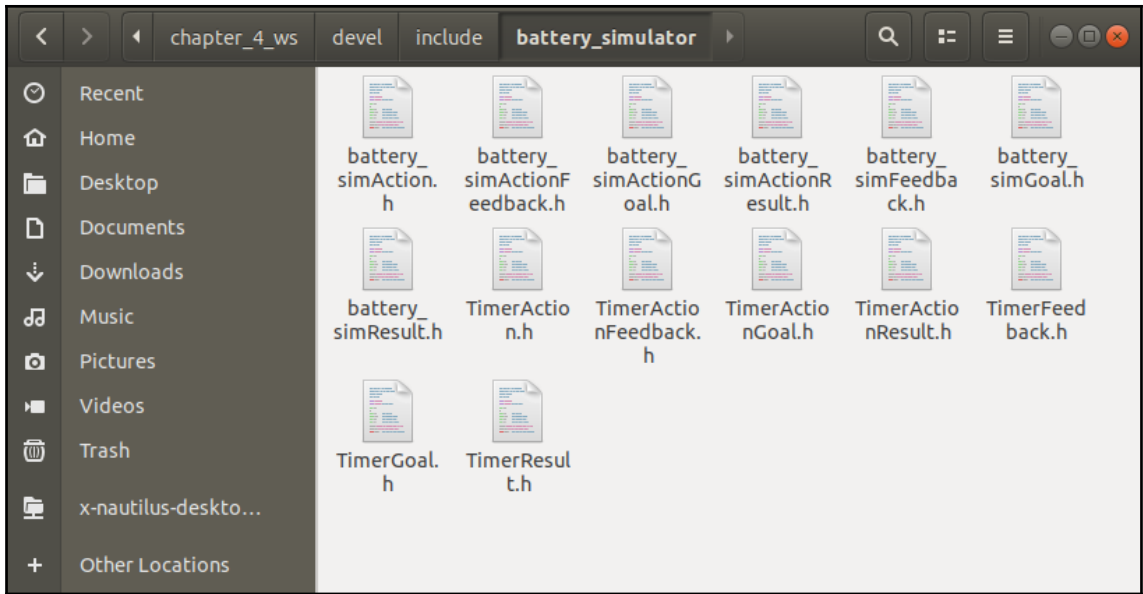 chapter_4_ws devel include battery_simulator
Recent
Home
Desktop
Documents
Downloads
Music
Pictures
Videos
Trash
x-nautilus-deskto...
+ Other Locations
battery_
simAction.
h
battery_
simActionF
eedback.h
battery_
simActionG
oal.h
battery_
simActionR
esult.h
battery_
simFeedba
ck.h
battery_
simGoal.h
battery_
simResult.h
TimerActio
n.h
TimerActio
nFeedback.
h
TimerActio
nGoal.h
TimerActio
nResult.h
TimerFeed
back.h
TimerGoal.
h
TimerResul
t.h